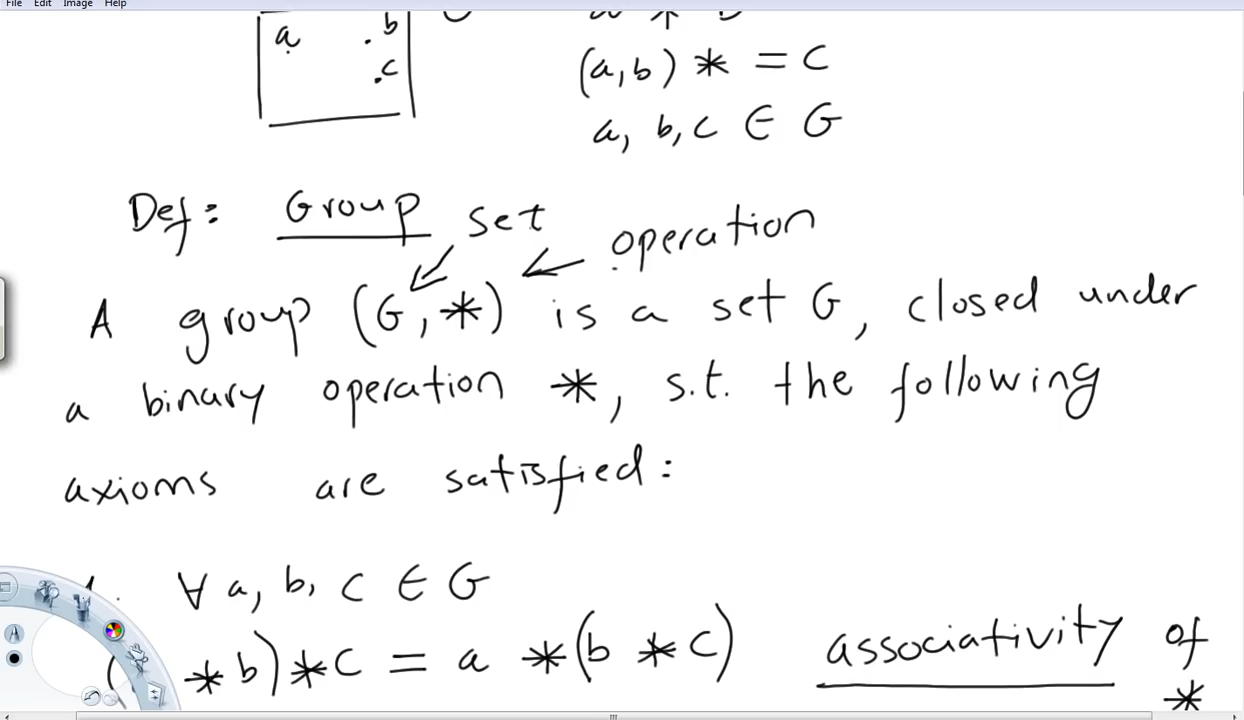 File Edit Image Help
a .b
.c
(a,b) * = c
a, b, c ∈ G
Def: Group set
operation
A group (G, *) is a set G, closed under
a binary operation *, s.t. the following
axioms are satisfied:
∀ a, b, c ∈ G
* b) * c = a * (b * c) associativity of
*